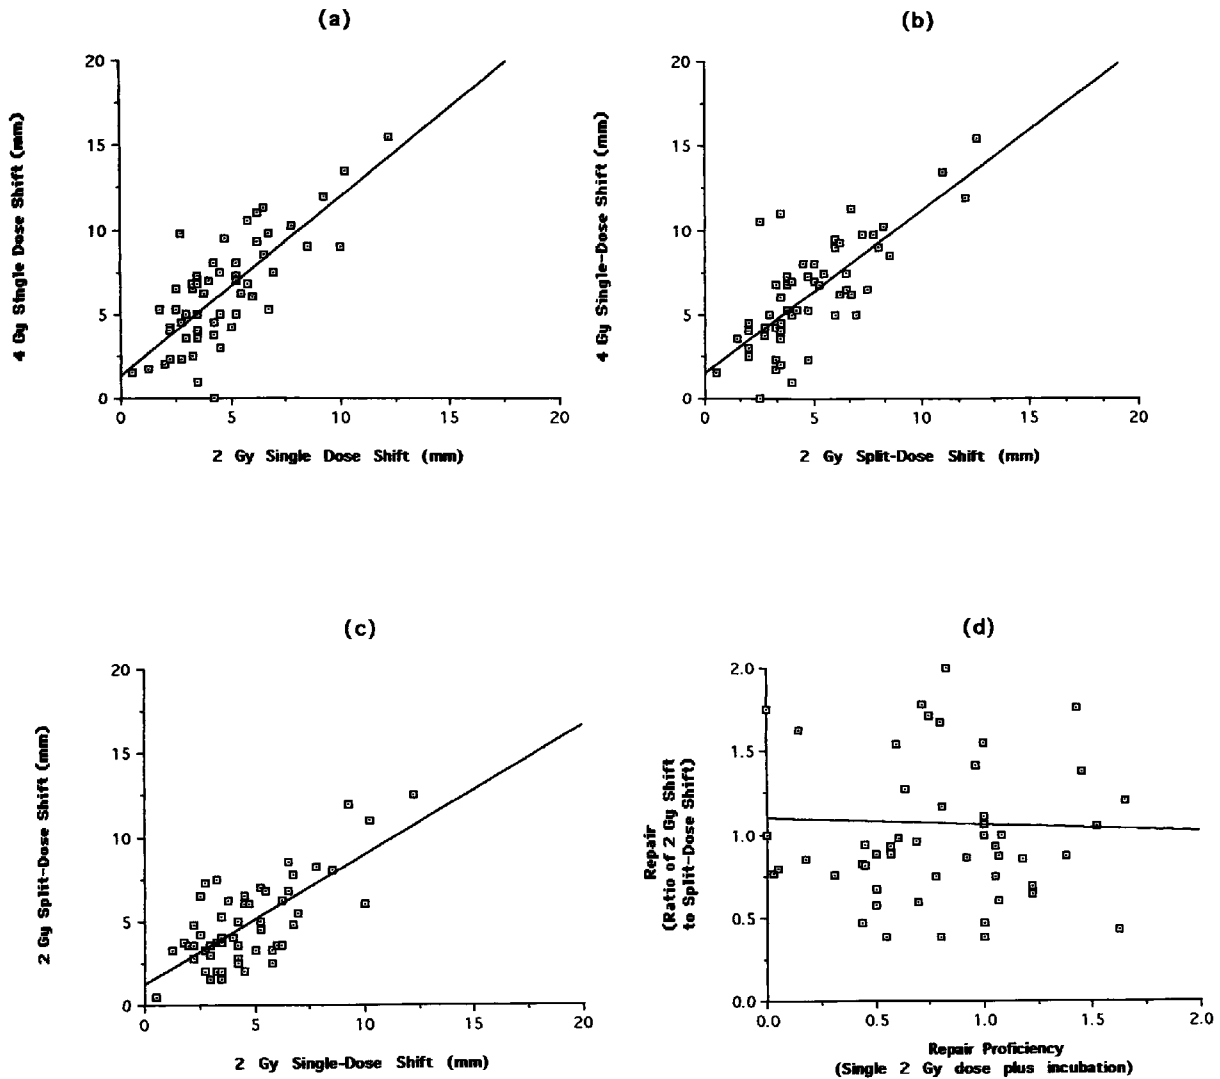 (a)
20
15
10
5
0
4 Gy Single Dose Shift (mm)
0 5 10 15 20
2 Gy Single Dose Shift (mm)
(b)
20
15
10
5
0
4 Gy Single-Dose Shift (mm)
0 5 10 15 20
2 Gy Split-Dose Shift (mm)
(c)
20
15
10
5
0
2 Gy Split-Dose Shift (mm)
0 5 10 15 20
2 Gy Single-Dose Shift (mm)
(d)
2.0
1.5
1.0
0.5
0.0
Repair
(Ratio of 2 Gy Shift
to Split-Dose Shift)
0.0 0.5 1.0 1.5 2.0
Repair Proficiency
(Single 2 Gy dose plus incubation)